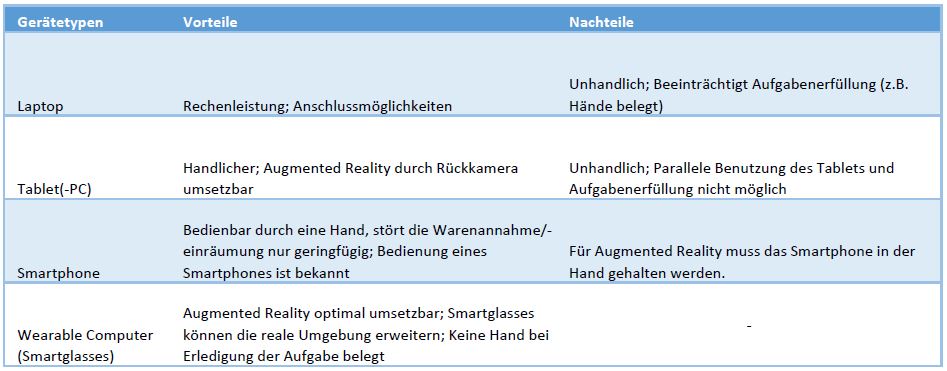 Gerätetypen Vorteile Nachteile
Laptop Rechenleistung; Anschlussmöglichkeiten Unhandlich; Beeinträchtigt Aufgabenerfüllung (z.B.
Hände belegt)
Tablet(-PC) Handlicher; Augmented Reality durch Rückkamera
umsetzbar Unhandlich; Parallele Benutzung des Tablets und
Aufgabenerfüllung nicht möglich
Smartphone Bedienbar durch eine Hand, stört die Warenannahme/-
einräumung nur geringfügig; Bedienung eines
Smartphones ist bekannt Für Augmented Reality muss das Smartphone in der
Hand gehalten werden.
Wearable Computer
(Smartglasses) Augmented Reality optimal umsetzbar; Smartglasses
können die reale Umgebung erweitern; Keine Hand bei
Erledigung der Aufgabe belegt -